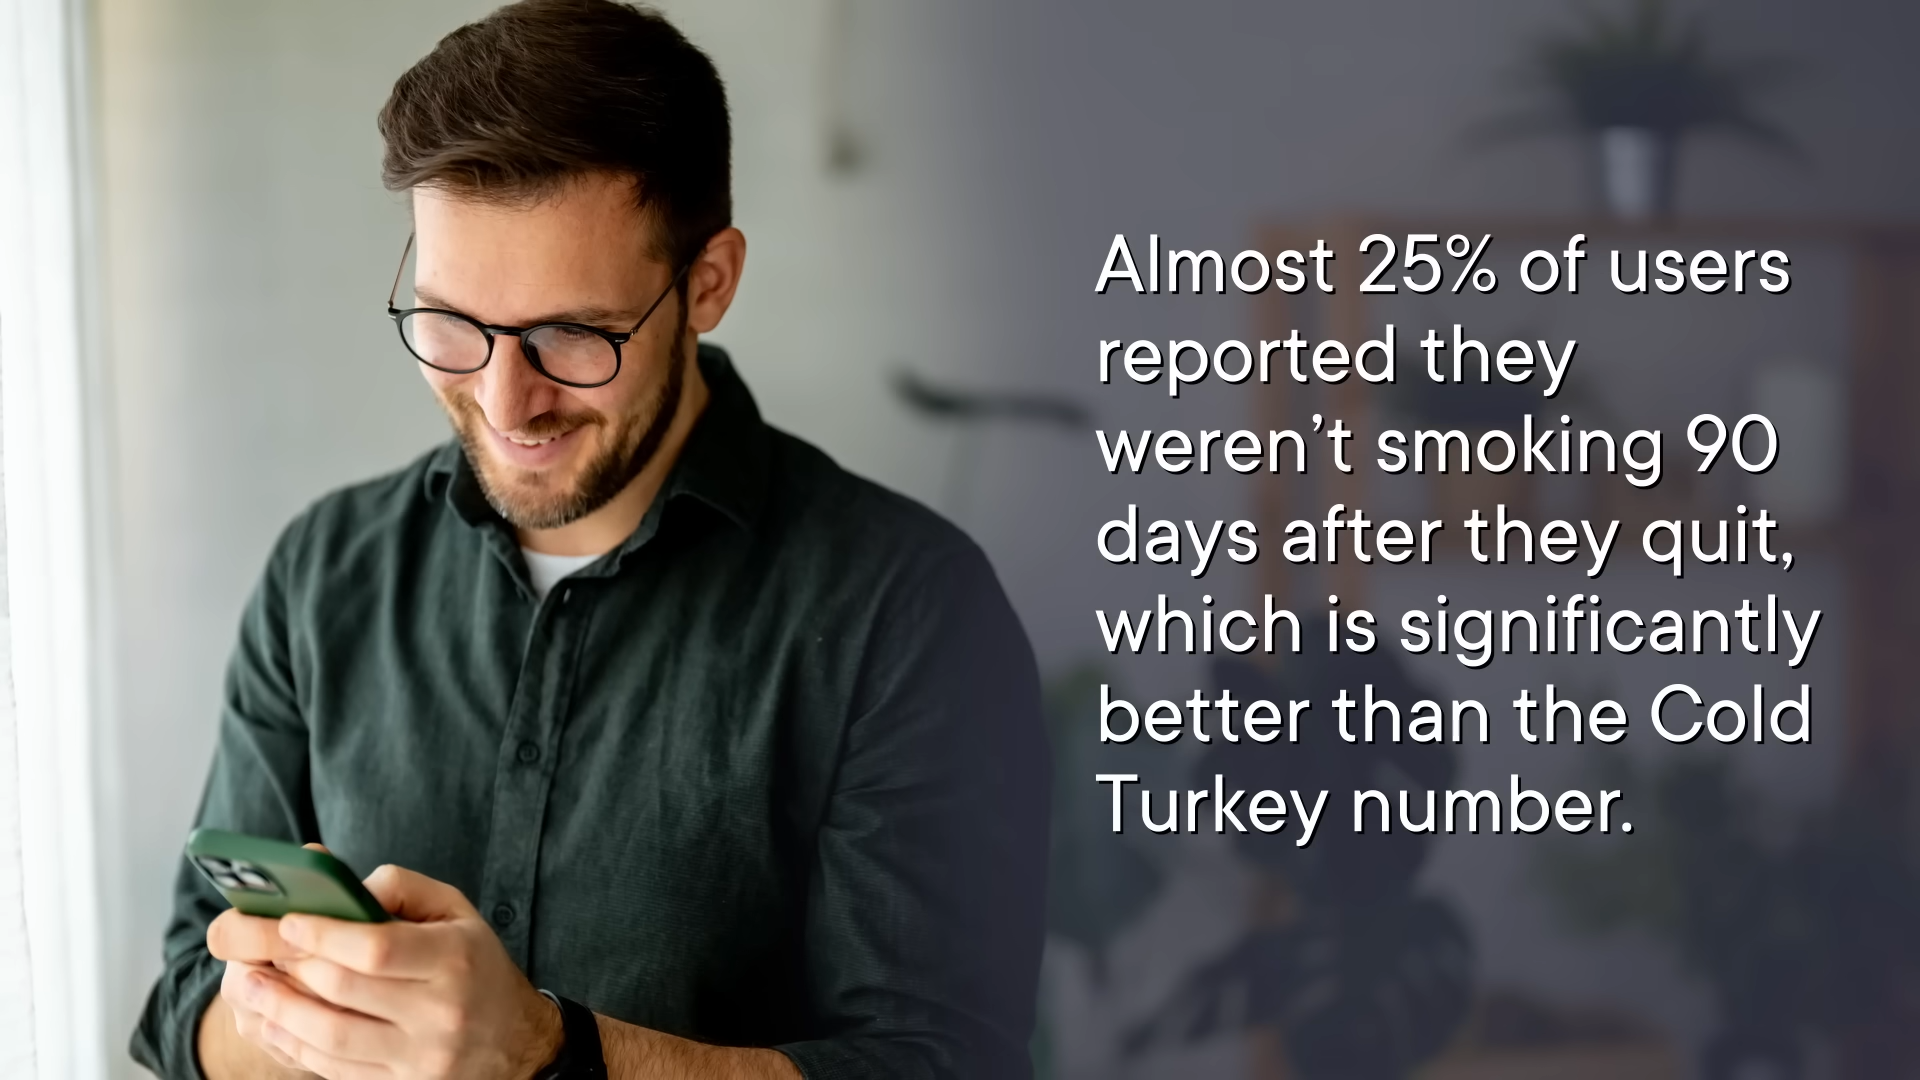 Almost 25% of users
reported they
weren’t smoking 90
days after they quit,
which is significantly
better than the Cold
Turkey number.